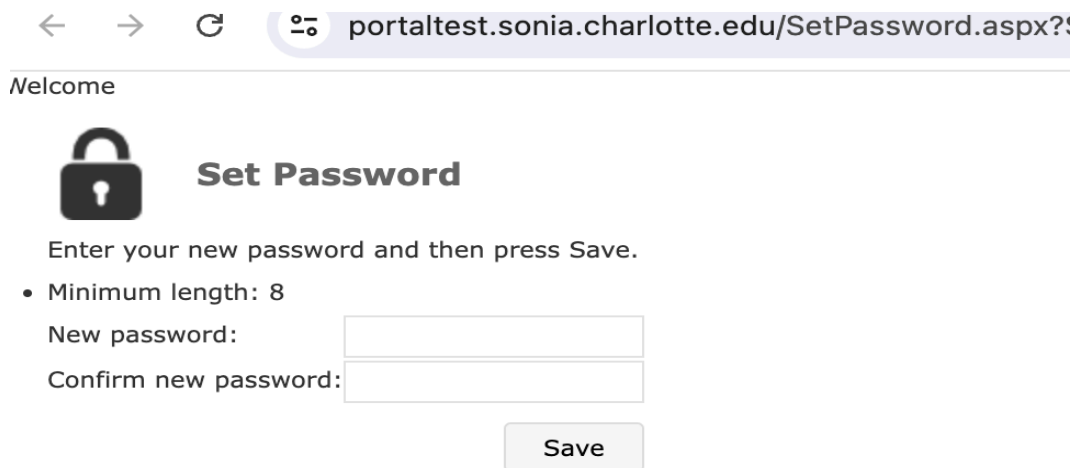 portaltest.sonia.charlotte.edu/SetPassword.aspx?
Welcome
Set Password
Enter your new password and then press Save.
• Minimum length: 8
New password:
Confirm new password:
Save